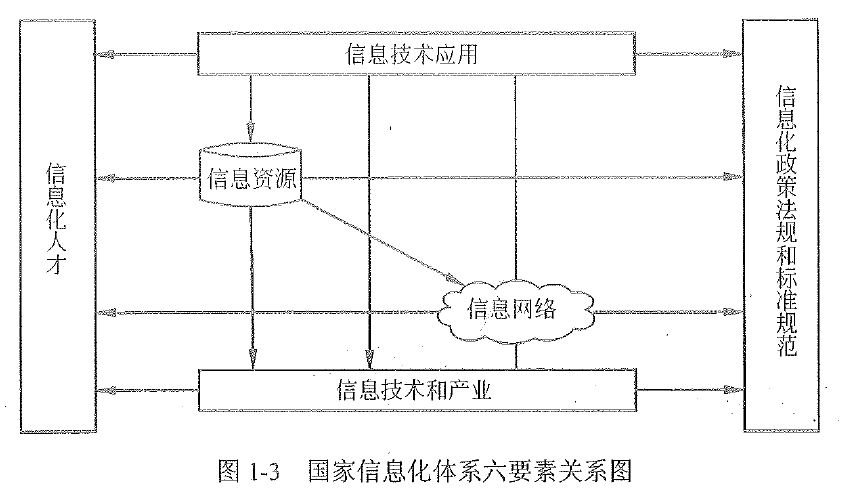 信息技术应用
信息化人才
信息资源
信息网络
信息技术和产业
信息化政策法规和标准规范
图 1-3 国家信息化体系六要素关系图